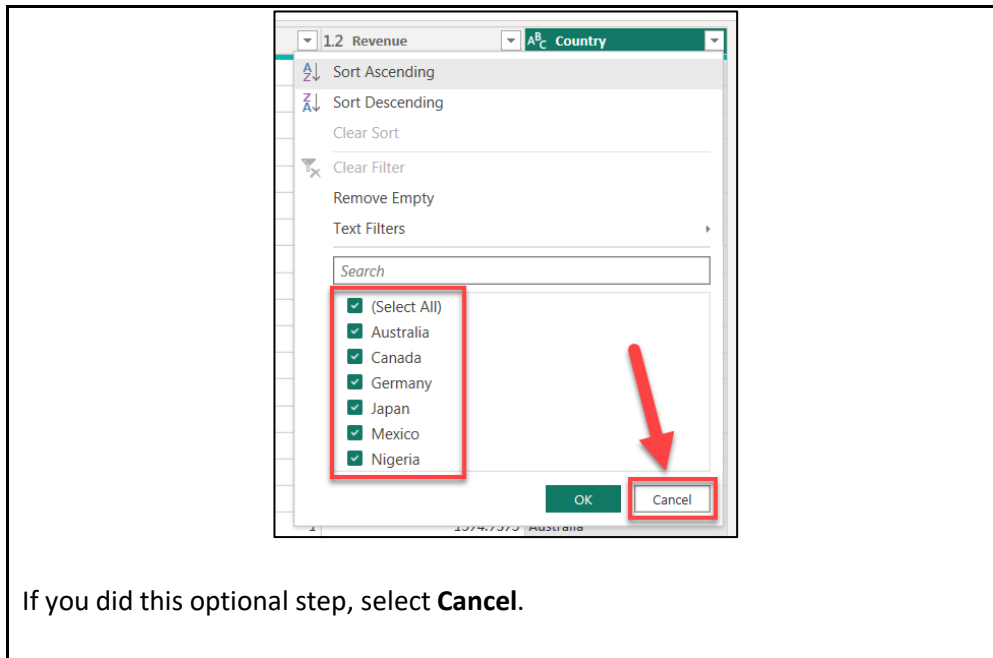 1.2 Revenue
ABC Country
Sort Ascending
Sort Descending
Clear Sort
Clear Filter
Remove Empty
Text Filters
Search
(Select All)
Australia
Canada
Germany
Japan
Mexico
Nigeria
OK Cancel
If you did this optional step, select Cancel.